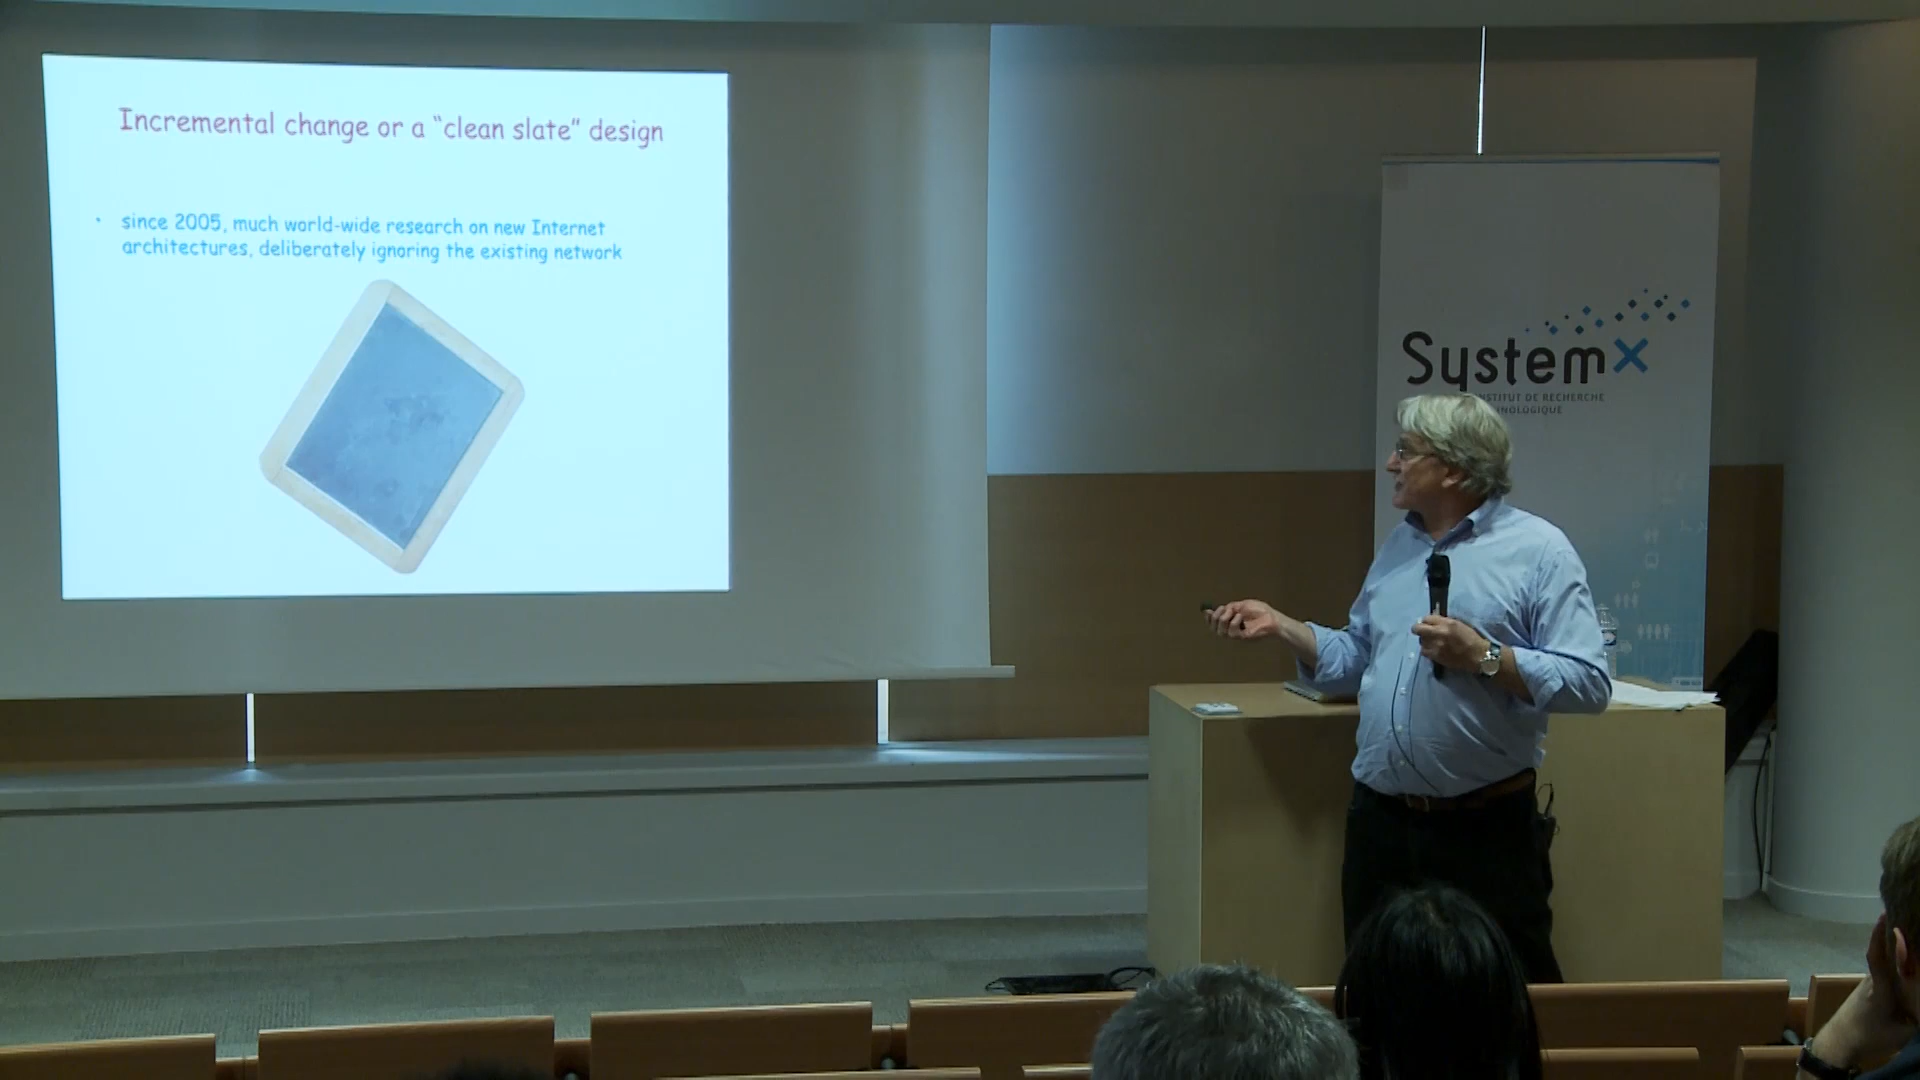 Incremental change or a “clean slate” design
• since 2005, much world-wide research on new Internet
architectures, deliberately ignoring the existing network
Systemx
INSTITUT DE RECHERCHE